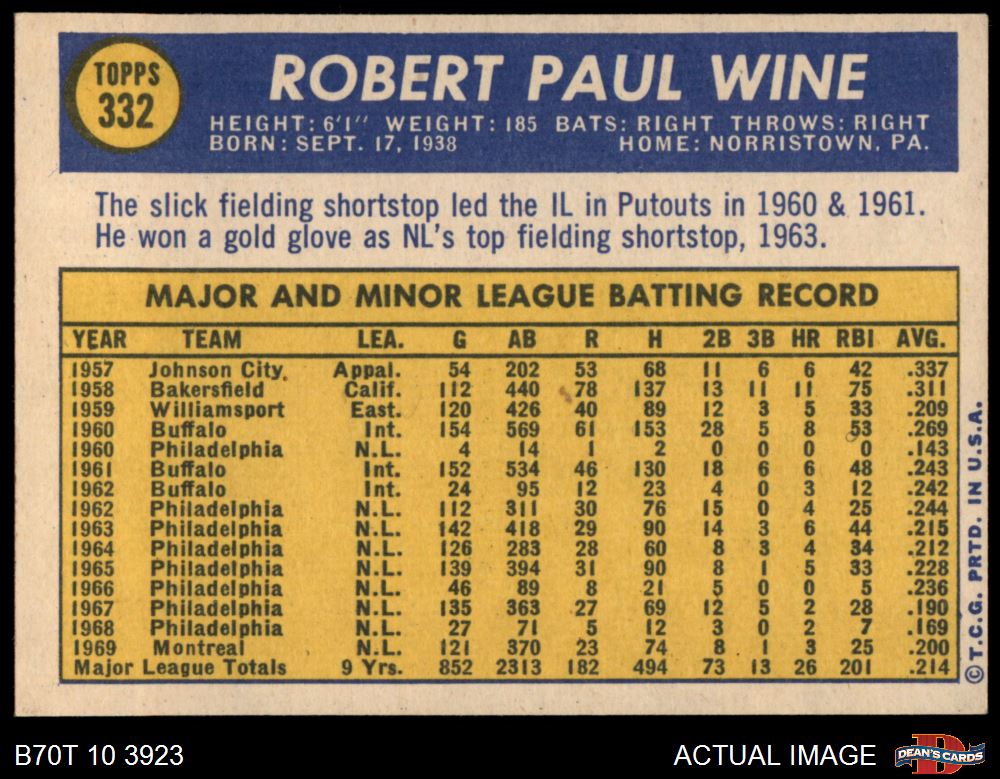 TOPPS
332
ROBERT PAUL WINE
HEIGHT: 6'1" WEIGHT: 185 BATS: RIGHT THROWS: RIGHT
BORN: SEPT. 17, 1938 HOME: NORRISTOWN, PA.
The slick fielding shortstop led the IL in Putouts in 1960 & 1961.
He won a gold glove as NL's top fielding shortstop, 1963.
MAJOR AND MINOR LEAGUE BATTING RECORD
YEAR TEAM LEA. G AB R H 2B 3B HR RBI AVG.
1957 Johnson City. Appal. 54 202 53 68 11 6 6 42 .337
1958 Bakersfield Calif. 112 440 78 137 13 11 11 75 .311
1959 Williamsport East. 120 426 40 89 12 3 5 33 .209
1960 Buffalo Int. 154 569 61 153 28 5 8 53 .269
1960 Philadelphia N.L. 4 14 1 2 0 0 0 0 .143
1961 Buffalo Int. 152 534 46 130 18 6 6 48 .243
1962 Buffalo Int. 24 95 12 23 4 0 3 12 .242
1962 Philadelphia N.L. 112 311 30 76 15 0 4 25 .244
1963 Philadelphia N.L. 142 418 29 90 14 3 6 44 .215
1964 Philadelphia N.L. 126 283 28 60 8 3 4 34 .212
1965 Philadelphia N.L. 139 394 31 90 8 1 5 33 .228
1966 Philadelphia N.L. 46 89 8 21 5 0 0 5 .236
1967 Philadelphia N.L. 135 363 27 69 12 5 2 28 .190
1968 Philadelphia N.L. 27 71 5 12 3 0 2 7 .169
1969 Montreal N.L. 121 370 23 74 8 1 3 25 .200
Major League Totals 9 Yrs. 852 2313 182 494 73 13 26 201 .214
© T.C.G. PRTD. IN U.S.A.
B70T 10 3923 ACTUAL IMAGE
DEAN'S CARDS